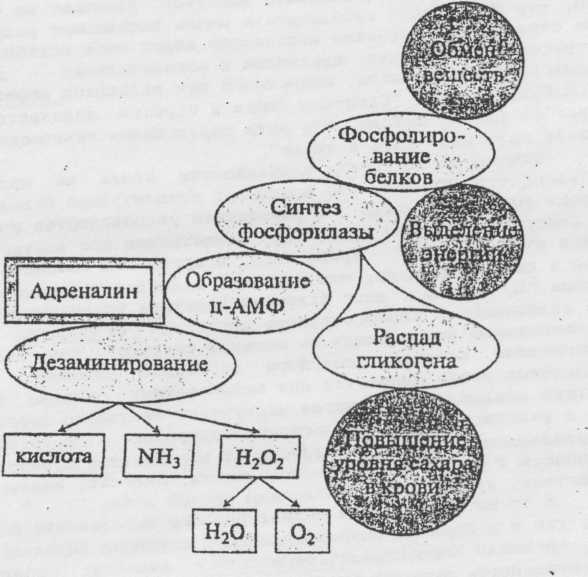 Обмен
веществ
Фосфолиро-
вание
белков
Синтез
фосфорилазы
Выделение
энергии
Адреналин
Образование
ц-АМФ
Распад
гликогена
Дезаминирование
кислота
NH3
H2O2
Повышение
уровня сахара
в крови
H2O
O2